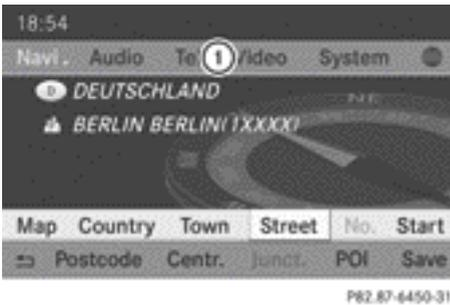 18:54
Navi Audio Te 1 Video System
D DEUTSCHLAND
BERLIN BERLIN(1XXXX)
NE
Map Country Town Street No. Start
Postcode Centr. Junct. POI Save
P82.87-6450-31